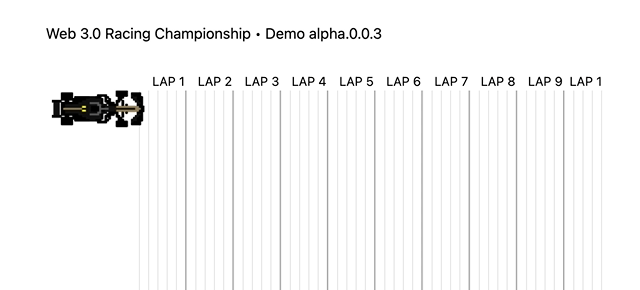 Web 3.0 Racing Championship • Demo alpha.0.0.3
LAP 1 LAP 2 LAP 3 LAP 4 LAP 5 LAP 6 LAP 7 LAP 8 LAP 9 LAP 1